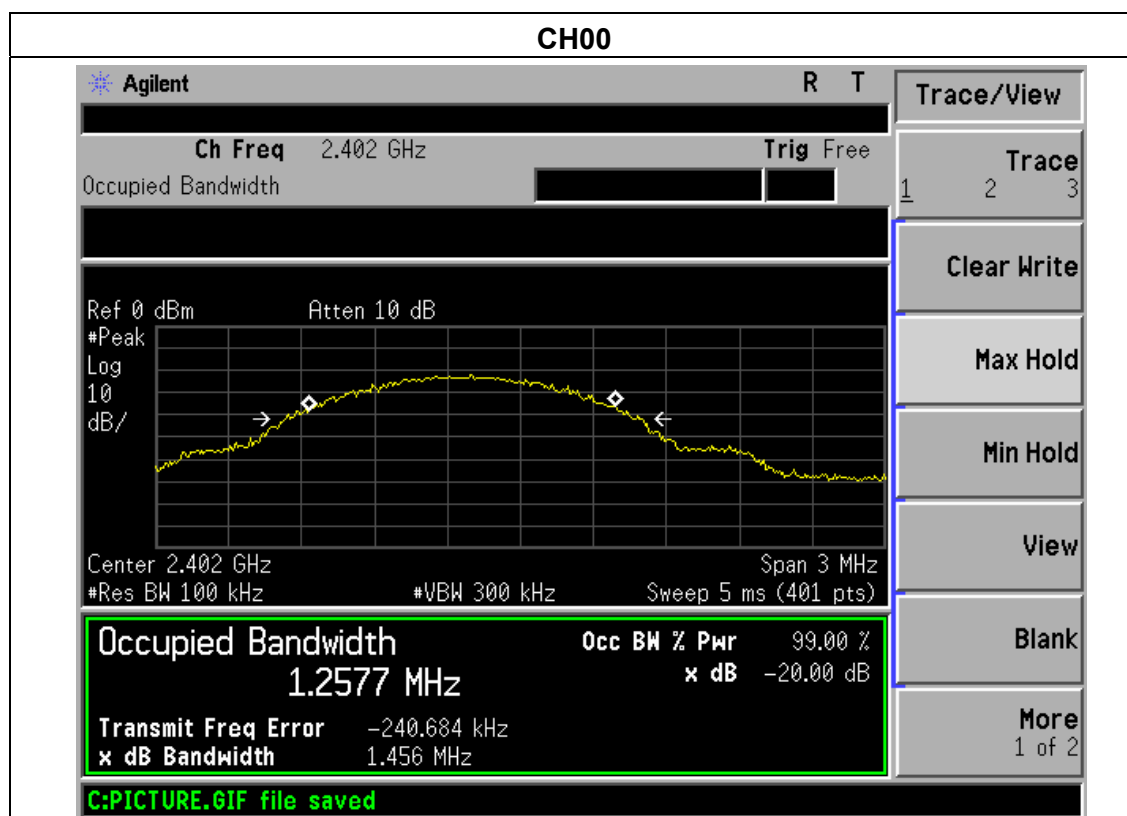 CH00
Agilent R T
Ch Freq 2.402 GHz Trig Free
Occupied Bandwidth
Ref 0 dBm Atten 10 dB
#Peak
Log
10
dB/
Center 2.402 GHz Span 3 MHz
#Res BW 100 kHz #VBW 300 kHz Sweep 5 ms (401 pts)
Occupied Bandwidth Occ BW % Pwr 99.00 %
1.2577 MHz x dB -20.00 dB
Transmit Freq Error -240.684 kHz
x dB Bandwidth 1.456 MHz
C:PICTURE.GIF file saved
Trace/View
Trace
1 2 3
Clear Write
Max Hold
Min Hold
View
Blank
More
1 of 2